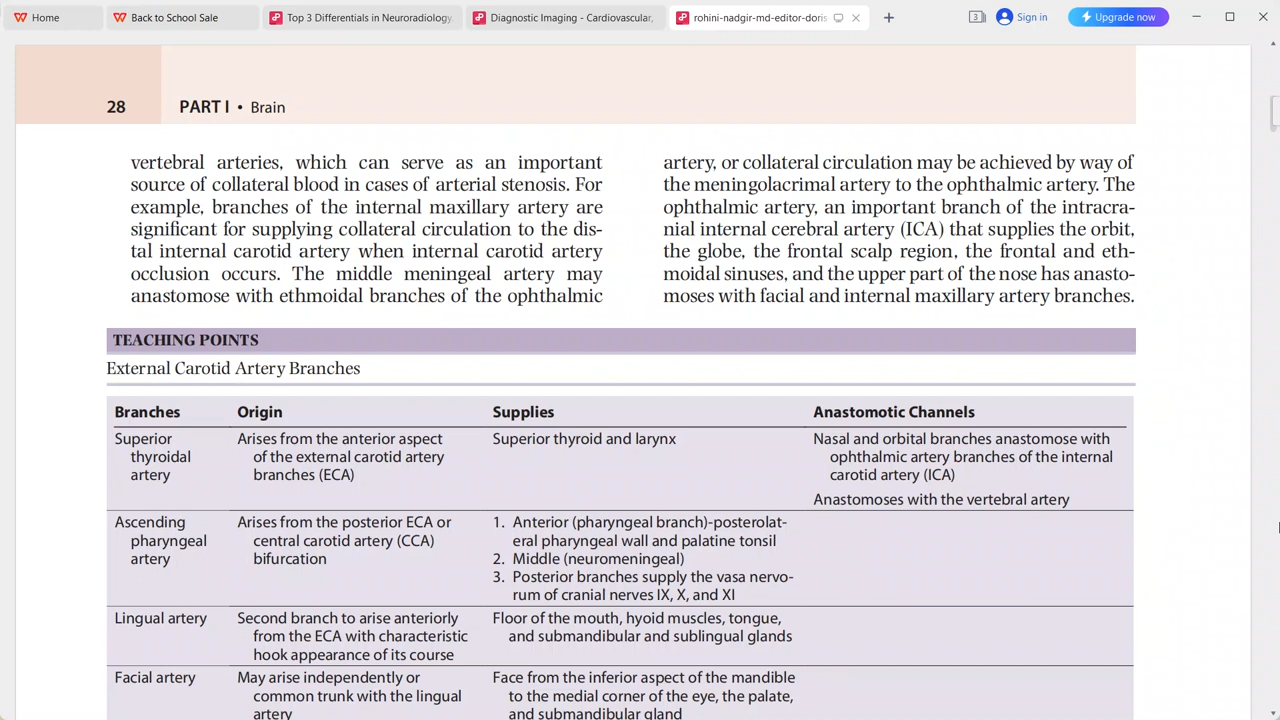 Home
Back to School Sale
Top 3 Differentials in Neuroradiology
Diagnostic Imaging - Cardiovascular,
rohini-nadgir-md-editor-doris
3
Sign in
Upgrade now
28
PART I • Brain
vertebral arteries, which can serve as an important
source of collateral blood in cases of arterial stenosis. For
example, branches of the internal maxillary artery are
significant for supplying collateral circulation to the dis-
tal internal carotid artery when internal carotid artery
occlusion occurs. The middle meningeal artery may
anastomose with ethmoidal branches of the ophthalmic
artery, or collateral circulation may be achieved by way of
the meningolacrimal artery to the ophthalmic artery. The
ophthalmic artery, an important branch of the intracra-
nial internal cerebral artery (ICA) that supplies the orbit,
the globe, the frontal scalp region, the frontal and eth-
moidal sinuses, and the upper part of the nose has anasto-
moses with facial and internal maxillary artery branches.
TEACHING POINTS
External Carotid Artery Branches
Branches
Origin
Supplies
Anastomotic Channels
Superior
thyroidal
artery
Arises from the anterior aspect
of the external carotid artery
branches (ECA)
Superior thyroid and larynx
Nasal and orbital branches anastomose with
ophthalmic artery branches of the internal
carotid artery (ICA)
Anastomoses with the vertebral artery
Ascending
pharyngeal
artery
Arises from the posterior ECA or
central carotid artery (CCA)
bifurcation
1. Anterior (pharyngeal branch)-posterolat-
eral pharyngeal wall and palatine tonsil
2. Middle (neuromeningeal)
3. Posterior branches supply the vasa nervo-
rum of cranial nerves IX, X, and XI
Lingual artery
Second branch to arise anteriorly
from the ECA with characteristic
hook appearance of its course
Floor of the mouth, hyoid muscles, tongue,
and submandibular and sublingual glands
Facial artery
May arise independently or
common trunk with the lingual
artery
Face from the inferior aspect of the mandible
to the medial corner of the eye, the palate,
and submandibular gland